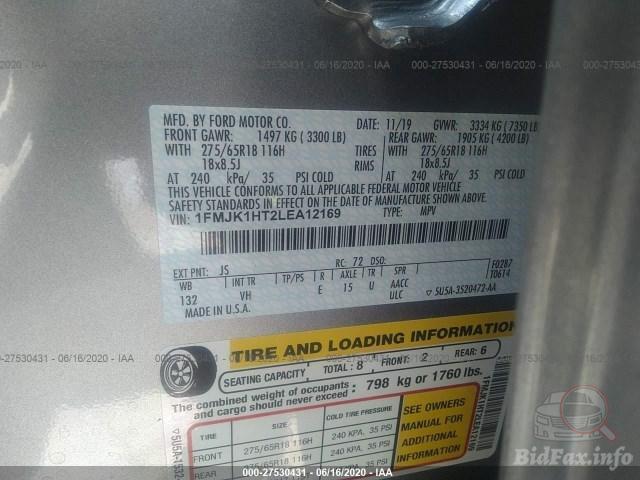 000-27530431 - 06/16/2020 - IAA
MFD. BY FORD MOTOR CO.
DATE: 11/19 GVWR: 3334 KG ( 7350 LB
FRONT GAWR: 1497 KG ( 3300 LB)
REAR GAWR: 1905 KG ( 4200 LB)
WITH 275/65R18 116H TIRES WITH 275/65R18 116H
18x8.5J RIMS 18x8.5J
AT 240 kPa/ 35 PSI COLD AT 240 kPa/ 35 PSI COLD
THIS VEHICLE CONFORMS TO ALL APPLICABLE FEDERAL MOTOR VEHICLE
SAFETY STANDARDS IN EFFECT ON THE DATE OF MANUFACTURE SHOWN ABOVE.
VIN: 1FMJK1HT2LEA12169 TYPE: MPV
EXT PNT: JS RC: 72 DSO: F0287
WB INT TR TP/PS R AXLE TR SPR T0614
132 VH E 15 U AACC
MADE IN U.S.A. ULC ▽5U5A-3520472-AA
TIRE AND LOADING INFORMATION
SEATING CAPACITY TOTAL: 8 FRONT: 2 REAR: 6
The combined weight of occupants and cargo should never exceed: 798 kg or 1760 lbs.
TIRE SIZE COLD TIRE PRESSURE
FRONT 275/65R18 116H 240 KPA, 35 PSI
REAR 275/65R18 116H 240 KPA, 35 PSI
SEE OWNERS
MANUAL FOR
ADDITIONAL
INFORMATION
▽5U5A-1532
1FMJK1HT2LEA12169
BidFax.info